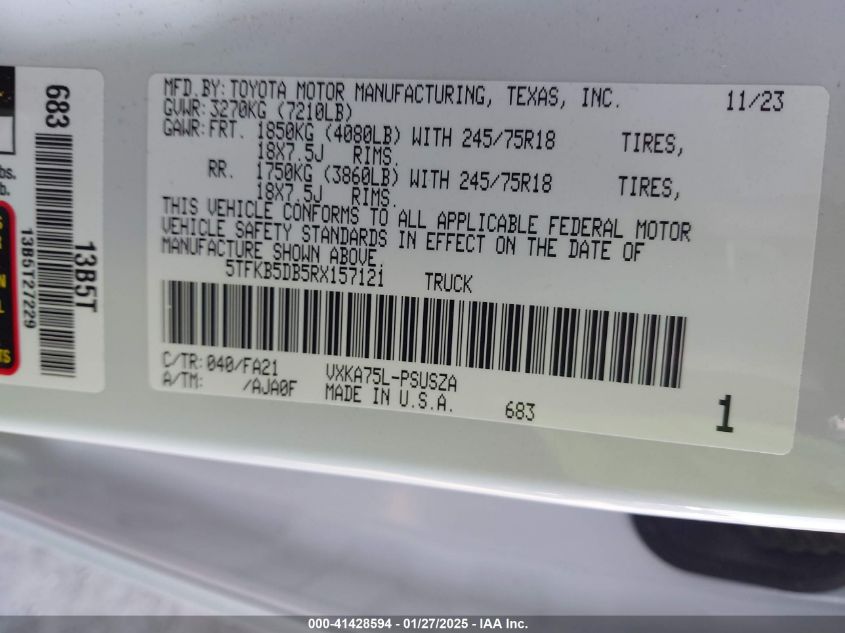 683
13B5T
13B5T27229
MFD.BY:TOYOTA MOTOR MANUFACTURING, TEXAS, INC. 11/23
GVWR:3270KG (7210LB)
GAWR:FRT. 1850KG (4080LB) WITH 245/75R18 TIRES,
18X7.5J RIMS.
RR. 1750KG (3860LB) WITH 245/75R18 TIRES,
18X7.5J RIMS.
THIS VEHICLE CONFORMS TO ALL APPLICABLE FEDERAL MOTOR
VEHICLE SAFETY STANDARDS IN EFFECT ON THE DATE OF
MANUFACTURE SHOWN ABOVE.
5TFKB5DB5RX157121 TRUCK
C/TR:040/FA21 VXKA75L-PSUSZA
A/TM: /AJA0F MADE IN U.S.A. 683 1
000-41428594 - 01/27/2025 - IAA Inc.